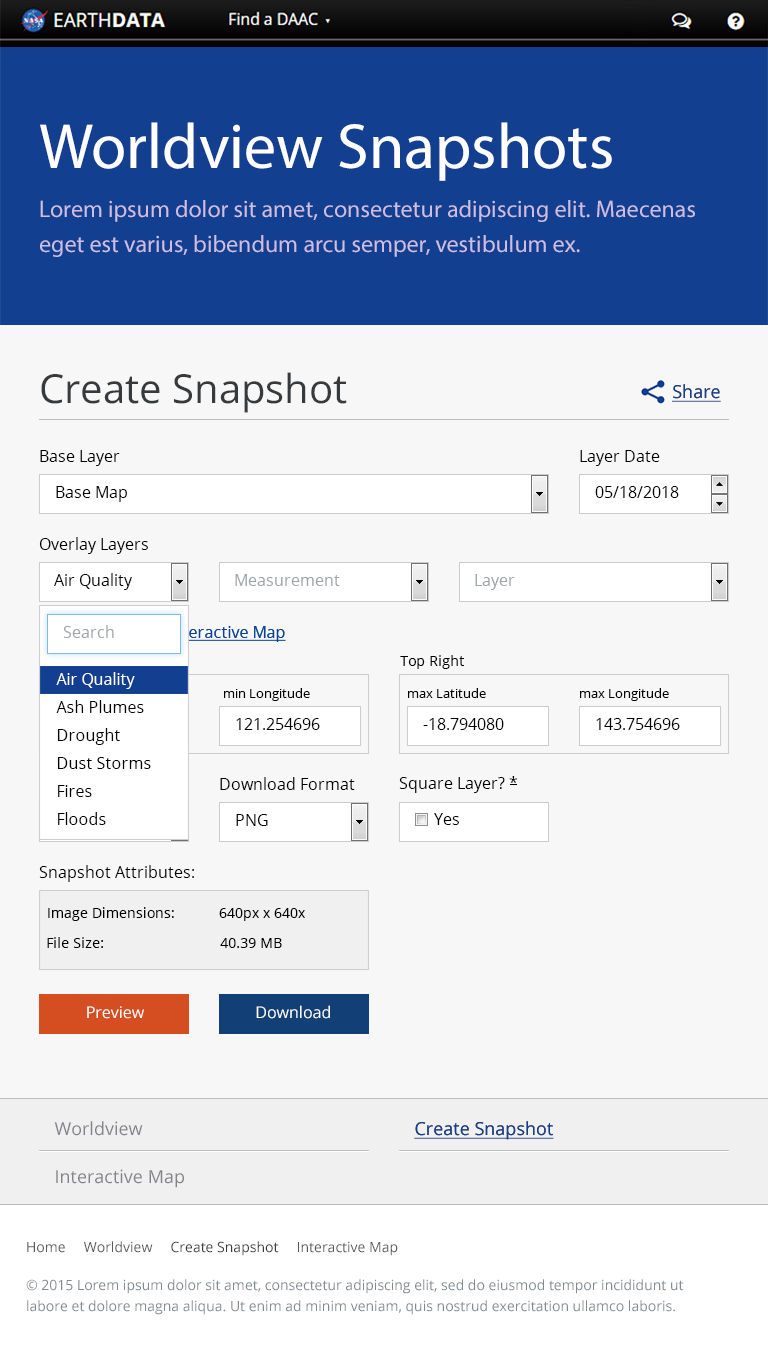 NASA EARTHDATA Find a DAAC
Worldview Snapshots
Lorem ipsum dolor sit amet, consectetur adipiscing elit. Maecenas
eget est varius, bibendum arcu semper, vestibulum ex.
Create Snapshot Share
Base Layer Layer Date
Base Map 05/18/2018
Overlay Layers
Air Quality Measurement Layer
Search
Map
Top Right
min Longitude max Latitude max Longitude
121.254696 -18.794080 143.754696
Air Quality
Ash Plumes
Drought
Dust Storms
Fires
Floods
Download Format Square Layer? *
PNG Yes
Snapshot Attributes:
Image Dimensions: 640px x 640x
File Size: 40.39 MB
Preview Download
Worldview Create Snapshot
Interactive Map
Home Worldview Create Snapshot Interactive Map
© 2015 Lorem ipsum dolor sit amet, consectetur adipiscing elit, sed do eiusmod tempor incididunt ut
labore et dolore magna aliqua. Ut enim ad minim veniam, quis nostrud exercitation ullamco laboris.